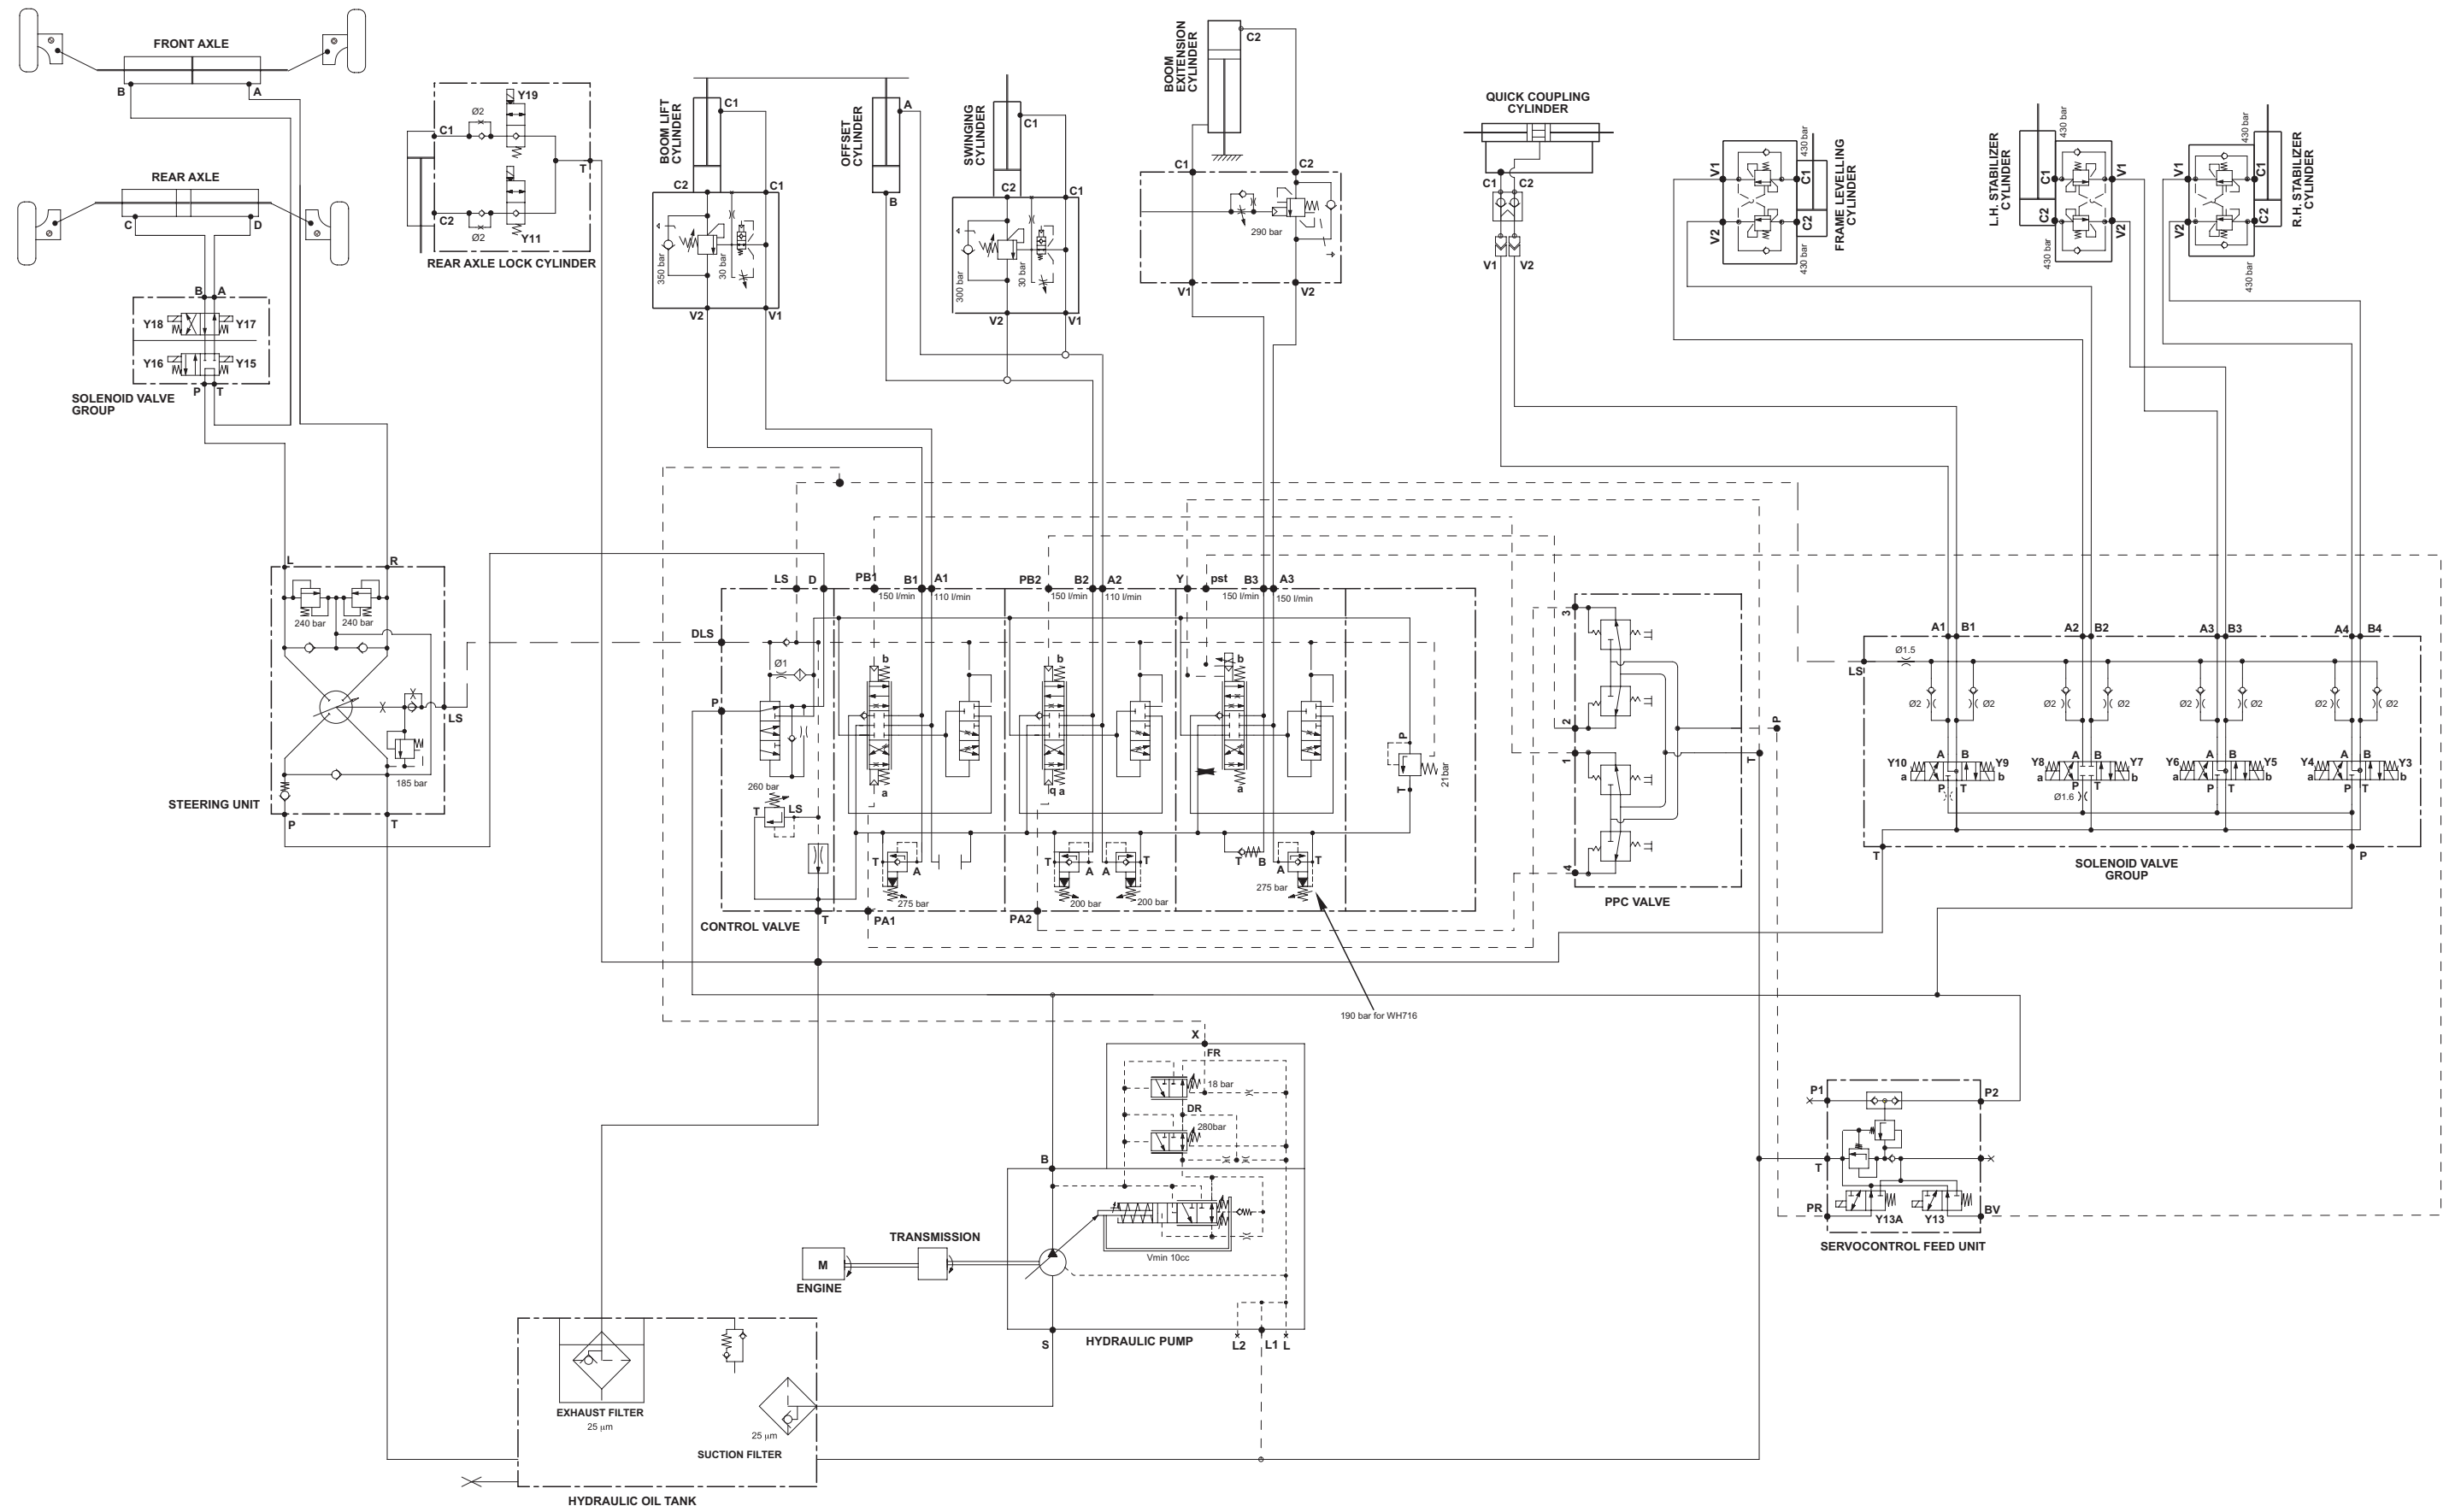 FRONT AXLE
B
A
REAR AXLE
C
D
B A
Y18
Y17
Y16
Y15
P T
SOLENOID VALVE
GROUP
Y19
Ø2
C1
T
C2
Ø2
Y11
REAR AXLE LOCK CYLINDER
BOOM LIFT
CYLINDER
C1
C2
C1
350 bar
30 bar
V2
V1
OFFSET
CYLINDER
A
B
SWINGING
CYLINDER
C1
C2
C1
300 bar
30 bar
V2
V1
BOOM
EXITENSION
CYLINDER
C2
C1
C2
290 bar
V1
V2
QUICK COUPLING
CYLINDER
C1
C2
V1
V2
V1
V2
C1
C2
430 bar
430 bar
FRAME LEVELLING
CYLINDER
L.H. STABILIZER
CYLINDER
C1
C2
430 bar
430 bar
V1
V2
V1
V2
430 bar
430 bar
C1
C2
R.H. STABILIZER
CYLINDER
L
R
240 bar
240 bar
LS
185 bar
STEERING UNIT
P
T
LS
D
PB1
B1
A1
PB2
B2
A2
Y
pst
B3
A3
150 l/min
110 l/min
150 l/min
110 l/min
150 l/min
150 l/min
DLS
Ø1
P
b
b
b
a
q a
a
260 bar
T
LS
P
T
21bar
T
A
275 bar
T
A
A
T
200 bar
200 bar
T
B
A
T
275 bar
T
PA1
PA2
CONTROL VALVE
190 bar for WH716
3
2
1
4
P
T
PPC VALVE
A1
B1
A2
B2
A3
B3
A4
B4
Ø1.5
LS
Ø2
Ø2
Ø2
Ø2
Ø2
Ø2
Ø2
Ø2
Y10
A
B
Y9
a
P
T
b
Y8
A
B
Y7
a
P
T
b
Ø1.6
Y6
A
B
Y5
a
P
T
b
Y4
A
B
Y3
a
P
T
b
T
P
SOLENOID VALVE
GROUP
X
FR
18 bar
DR
280bar
B
Vmin 10cc
TRANSMISSION
M
ENGINE
S
HYDRAULIC PUMP
L2
L1
L
P1
P2
T
PR
Y13A
Y13
BV
SERVOCONTROL FEED UNIT
EXHAUST FILTER
25 µm
25 µm
SUCTION FILTER
HYDRAULIC OIL TANK